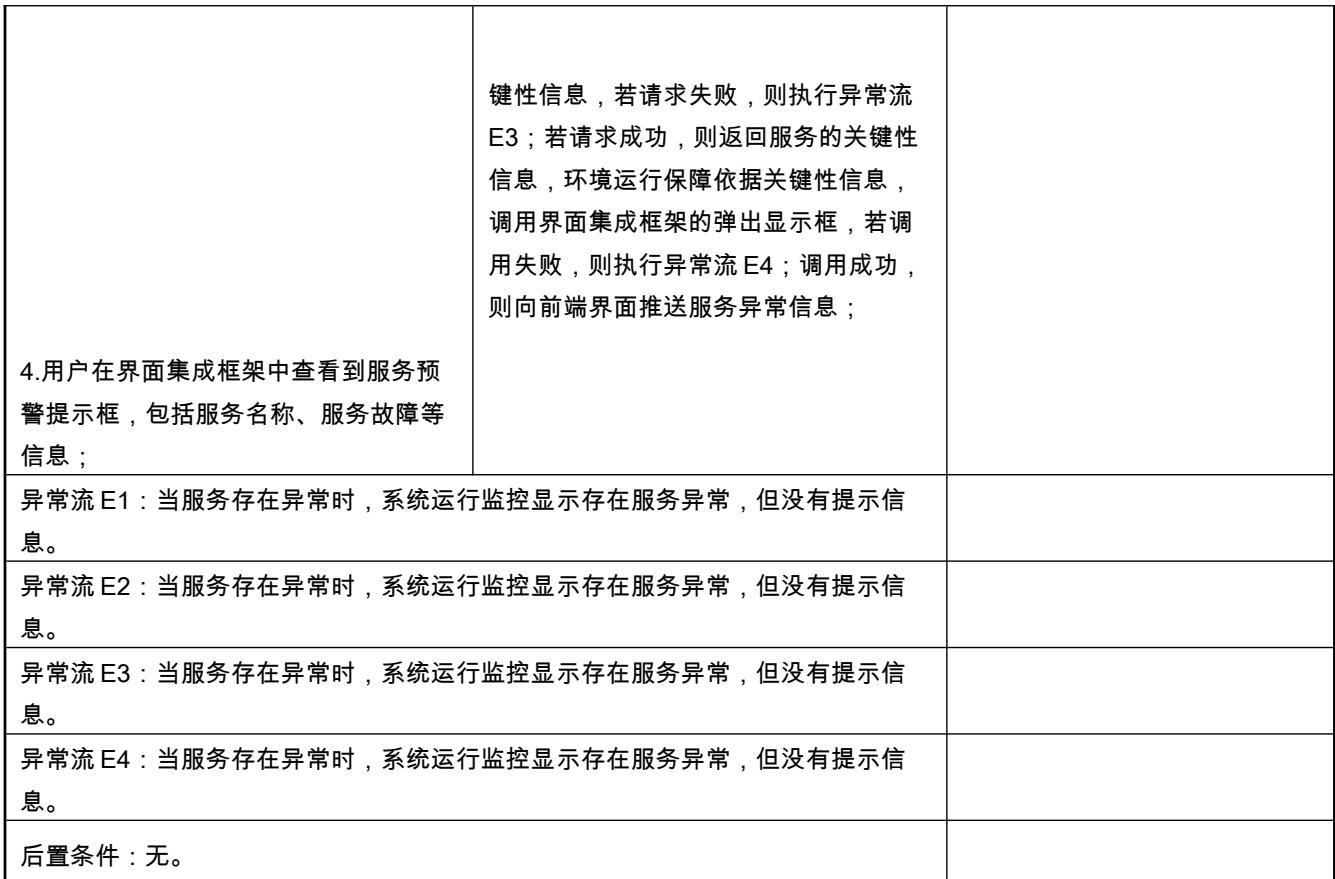 键性信息，若请求失败，则执行异常流
E3；若请求成功，则返回服务的关键性
信息，环境运行保障依据关键性信息，
调用界面集成框架的弹出显示框，若调
用失败，则执行异常流 E4；调用成功，
则向前端界面推送服务异常信息；
4.用户在界面集成框架中查看到服务预
警提示框，包括服务名称、服务故障等
信息；
异常流 E1：当服务存在异常时，系统运行监控显示存在服务异常，但没有提示信
息。
异常流 E2：当服务存在异常时，系统运行监控显示存在服务异常，但没有提示信
息。
异常流 E3：当服务存在异常时，系统运行监控显示存在服务异常，但没有提示信
息。
异常流 E4：当服务存在异常时，系统运行监控显示存在服务异常，但没有提示信
息。
后置条件：无。